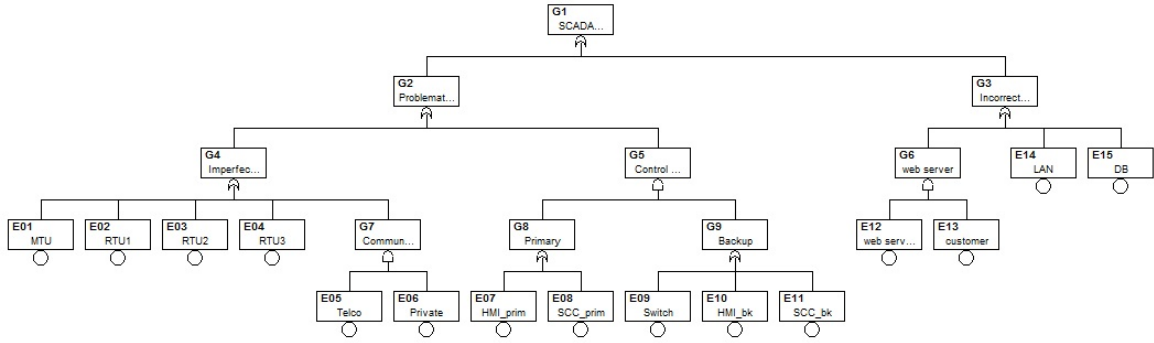 G1
SCADA...
G2
Problemat...
G3
Incorrect...
G4
Imperfec...
G5
Control ...
G6
web server
E14
LAN
E15
DB
E01
MTU
E02
RTU1
E03
RTU2
E04
RTU3
G7
Commun...
G8
Primary
G9
Backup
E12
web serv...
E13
customer
E05
Telco
E06
Private
E07
HMI_prim
E08
SCC_prim
E09
Switch
E10
HMI_bk
E11
SCC_bk